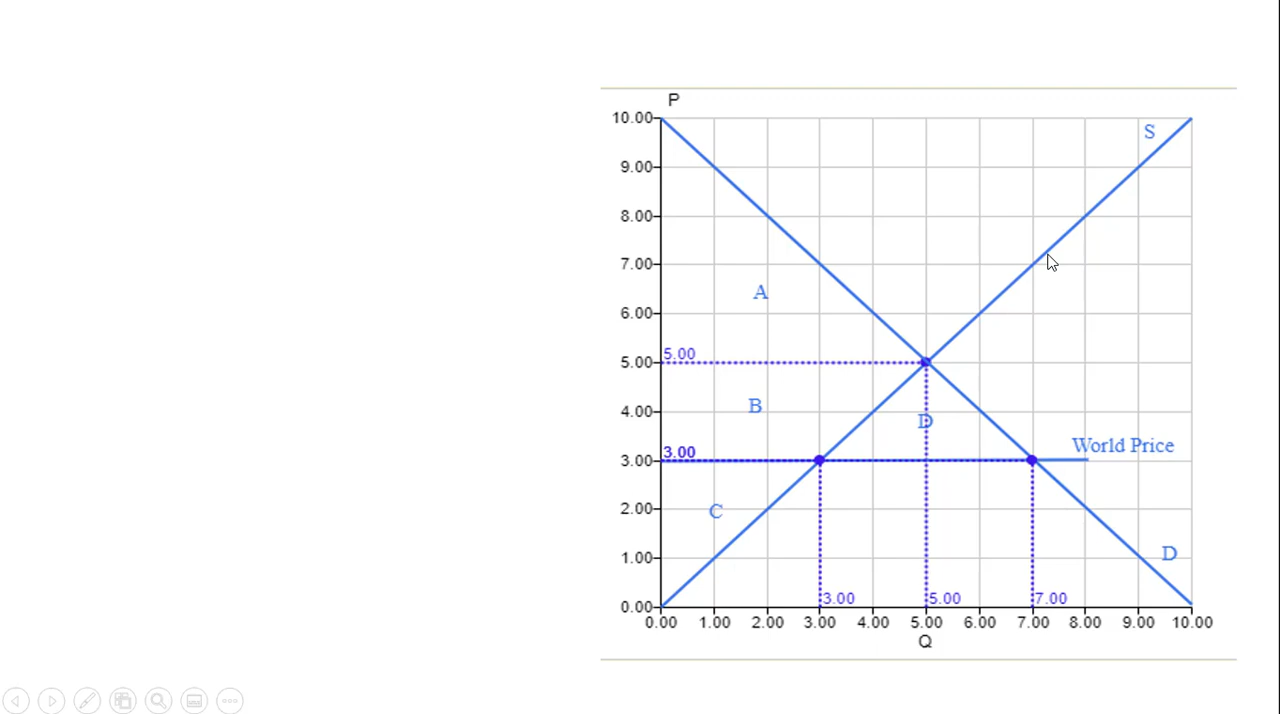 P
10.00
S
9.00
8.00
7.00
A
6.00
5.00
5.00
B
4.00
D
World Price
3.00
3.00
C
2.00
1.00
D
3.00
5.00
7.00
0.00
0.00 1.00 2.00 3.00 4.00 5.00 6.00 7.00 8.00 9.00 10.00
Q